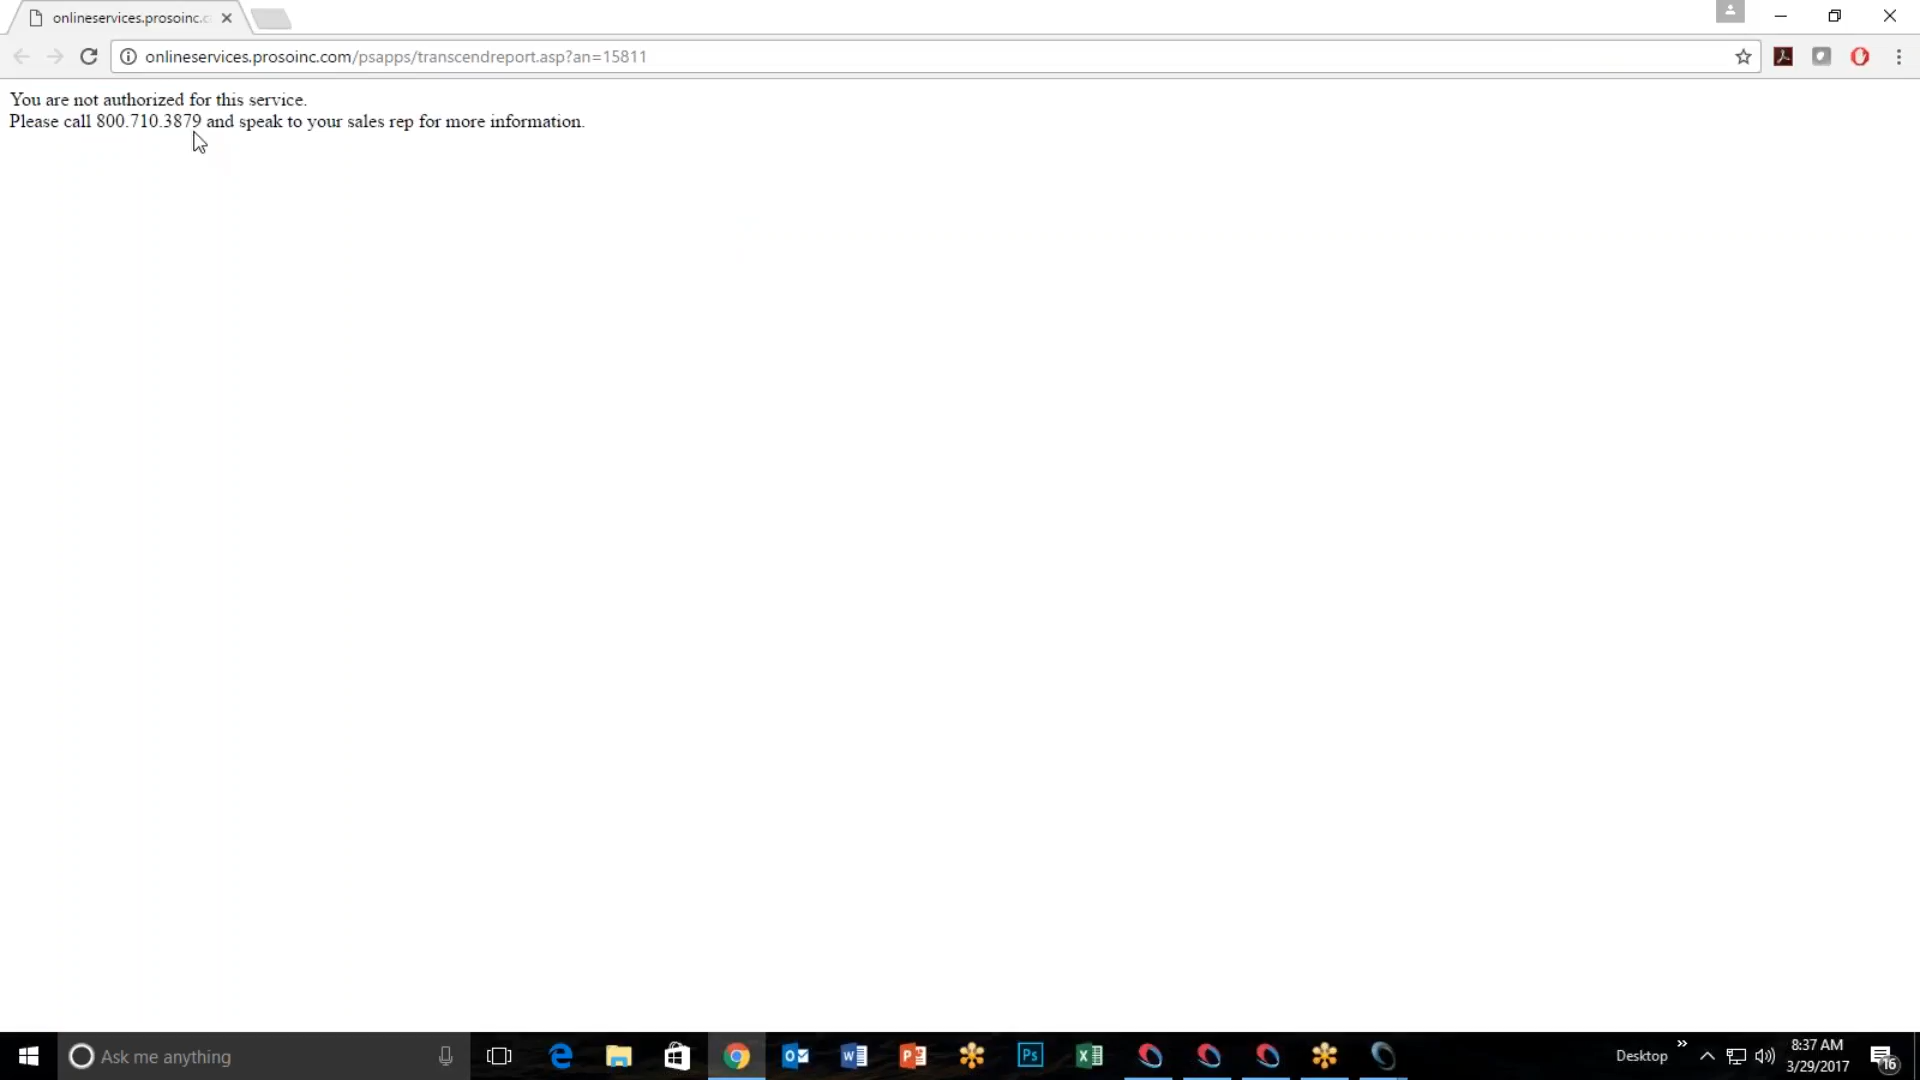 onlineservices.prosoinc.c
onlineservices.prosoinc.com/psapps/transcendreport.asp?an=15811
You are not authorized for this service.
Please call 800.710.3879 and speak to your sales rep for more information.
Ask me anything
Ps
Desktop
8:37 AM
3/29/2017
16